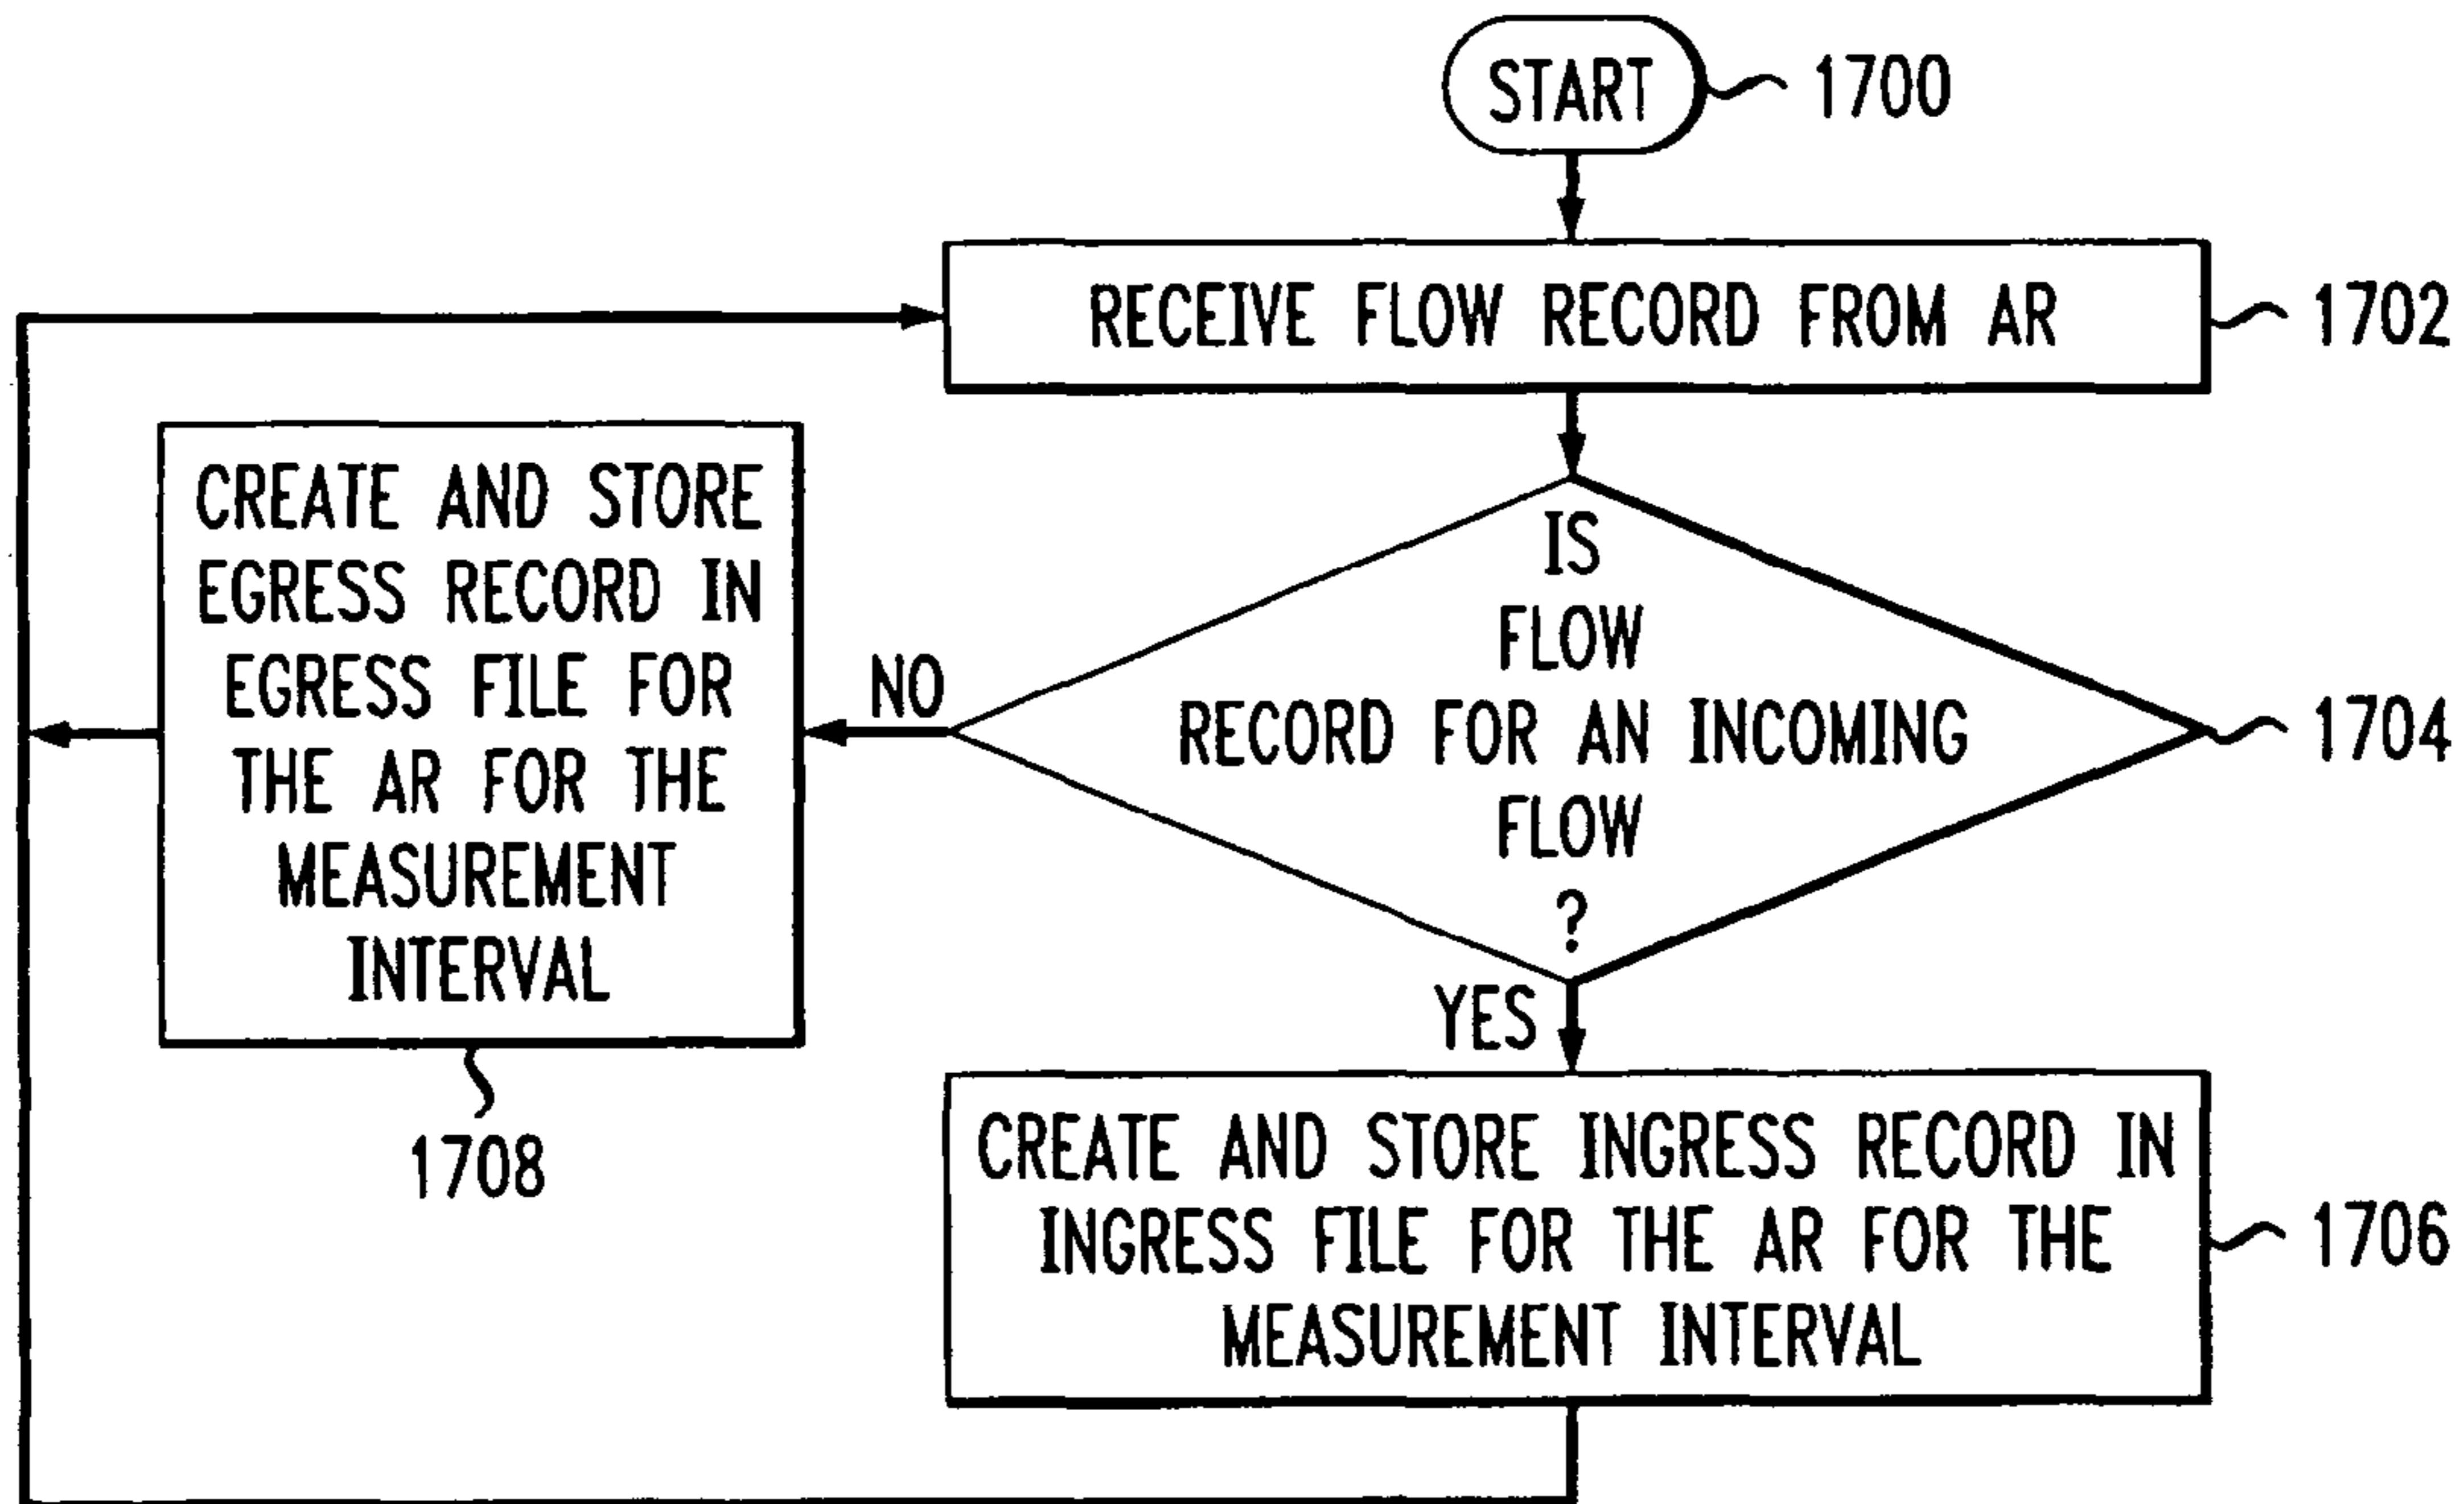 START
1700
RECEIVE FLOW RECORD FROM AR
1702
IS
FLOW
RECORD FOR AN INCOMING
FLOW
?
1704
NO
YES
CREATE AND STORE
EGRESS RECORD IN
EGRESS FILE FOR
THE AR FOR THE
MEASUREMENT
INTERVAL
1708
CREATE AND STORE INGRESS RECORD IN
INGRESS FILE FOR THE AR FOR THE
MEASUREMENT INTERVAL
1706